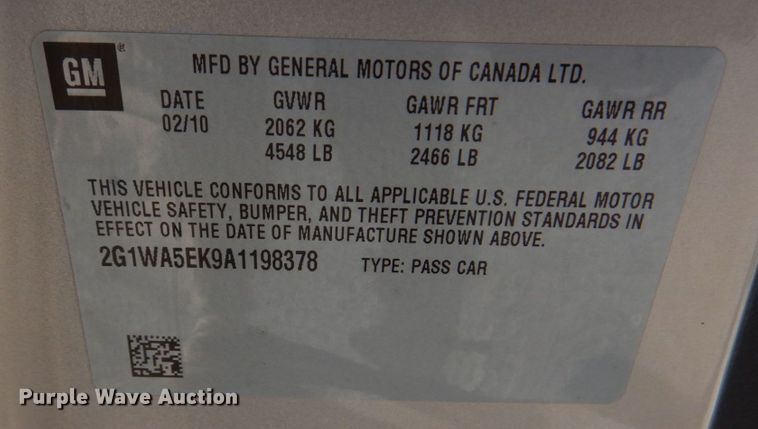 GM
MFD BY GENERAL MOTORS OF CANADA LTD.
DATE GVWR GAWR FRT GAWR RR
02/10 2062 KG 1118 KG 944 KG
4548 LB 2466 LB 2082 LB
THIS VEHICLE CONFORMS TO ALL APPLICABLE U.S. FEDERAL MOTOR
VEHICLE SAFETY, BUMPER, AND THEFT PREVENTION STANDARDS IN
EFFECT ON THE DATE OF MANUFACTURE SHOWN ABOVE.
2G1WA5EK9A1198378 TYPE: PASS CAR
Purple Wave Auction